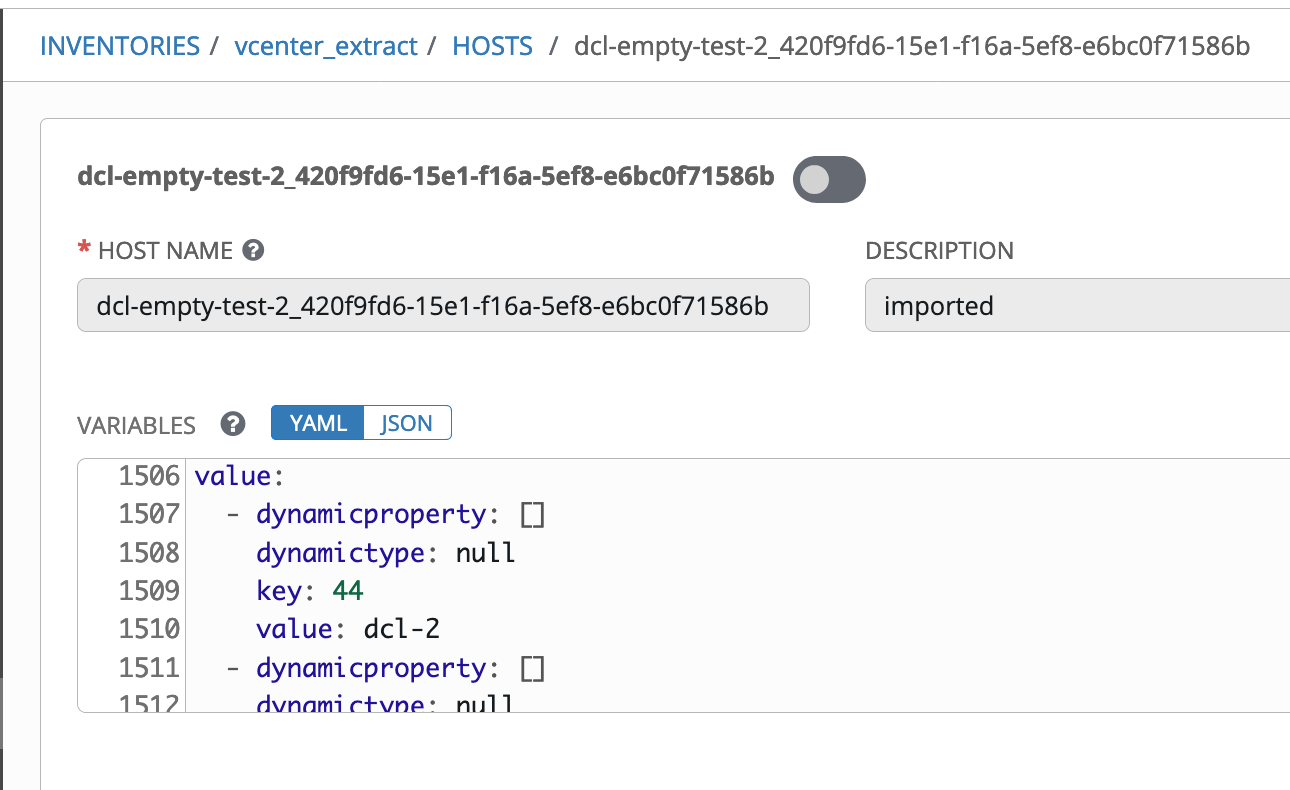 INVENTORIES / vcenter_extract / HOSTS / dcl-empty-test-2_420f9fd6-15e1-f16a-5ef8-e6bc0f71586b
dcl-empty-test-2_420f9fd6-15e1-f16a-5ef8-e6bc0f71586b
* HOST NAME ? DESCRIPTION
dcl-empty-test-2_420f9fd6-15e1-f16a-5ef8-e6bc0f71586b imported
VARIABLES ? YAML JSON
1506 value:
1507 - dynamicproperty: []
1508 dynamictype: null
1509 key: 44
1510 value: dcl-2
1511 - dynamicproperty: []
1512 dynamictype: null